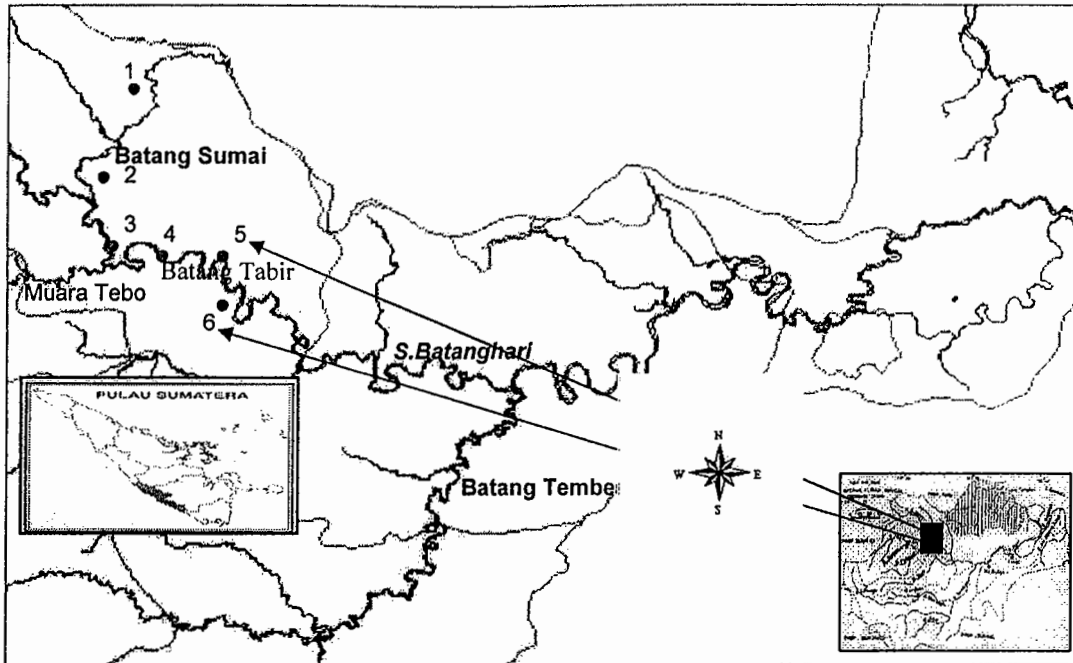 1
Batang Sumai
2
3
4
5
Batang Tabir
Muara Tebo
6
S.Batanghari
PULAU SUMATERA
N
W E
S
Batang Tembe